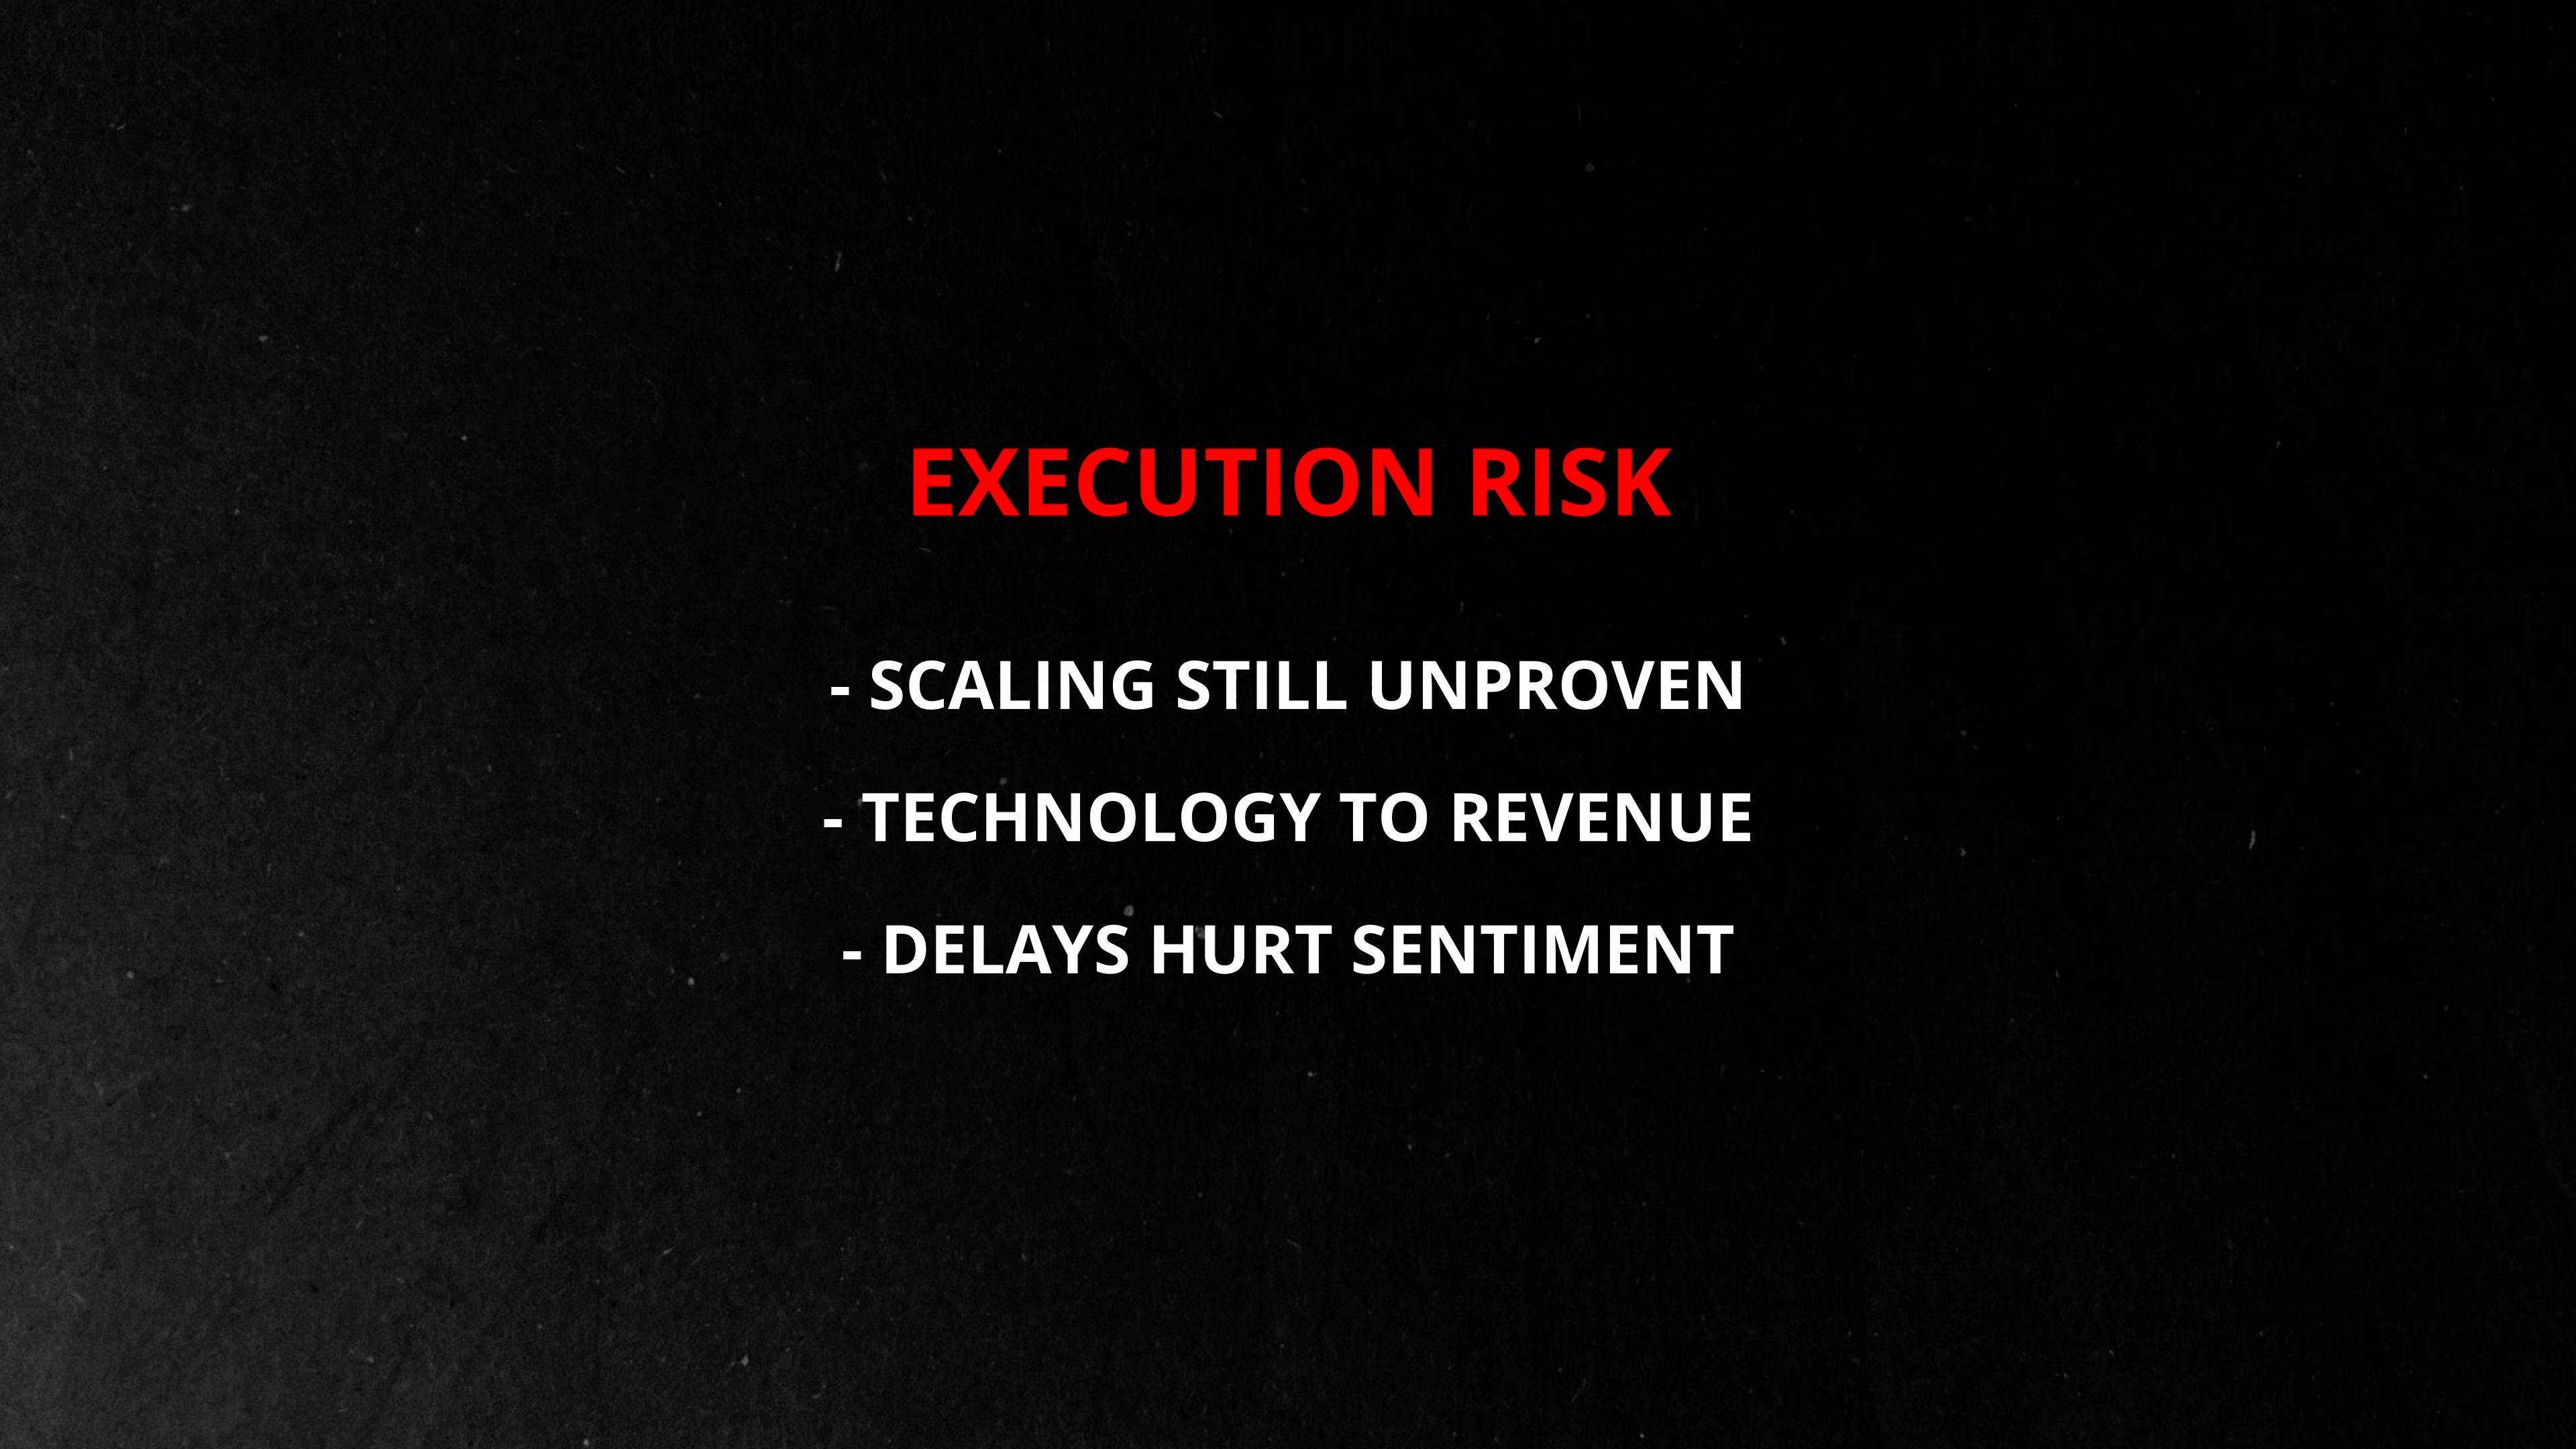 EXECUTION RISK
- SCALING STILL UNPROVEN
- TECHNOLOGY TO REVENUE
- DELAYS HURT SENTIMENT